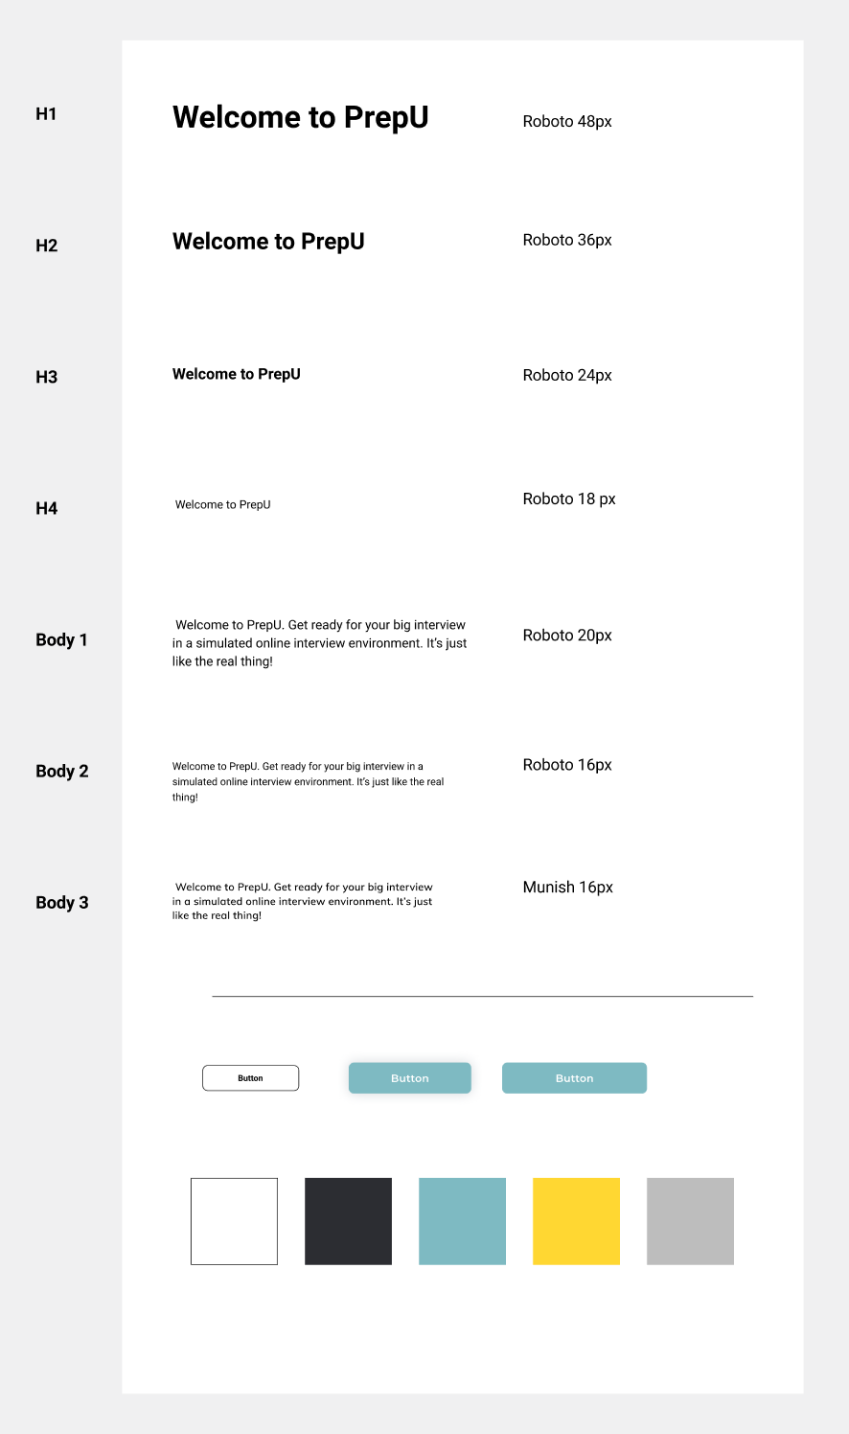 H1
Welcome to PrepU
Roboto 48px
H2
Welcome to PrepU
Roboto 36px
H3
Welcome to PrepU
Roboto 24px
H4
Welcome to PrepU
Roboto 18 px
Body 1
Welcome to PrepU. Get ready for your big interview
in a simulated online interview environment. It's just
like the real thing!
Roboto 20px
Body 2
Welcome to PrepU. Get ready for your big interview in a
simulated online interview environment. It's just like the real
thing!
Roboto 16px
Body 3
Welcome to PrepU. Get ready for your big interview
in a simulated online interview environment. It's just
like the real thing!
Munish 16px
Button
Button
Button